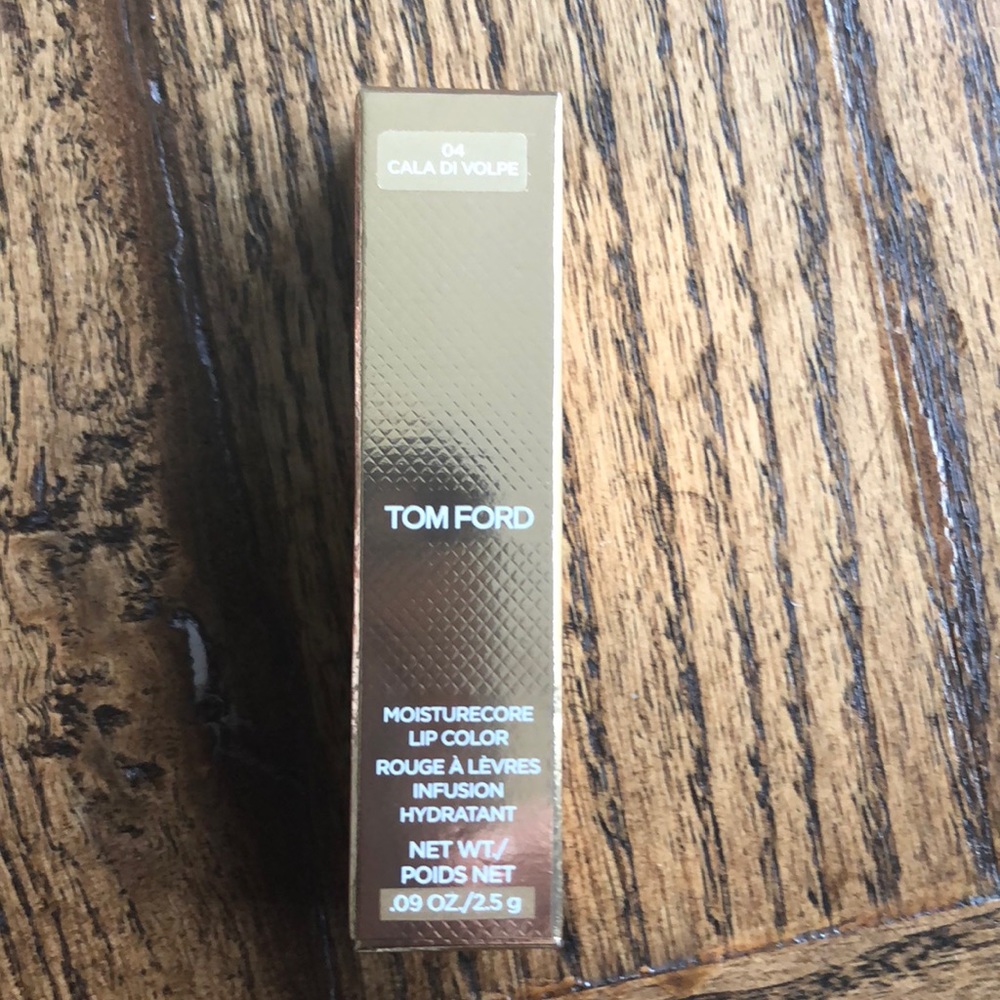 04
CALA DI VOLPE
TOM FORD
MOISTURECORE
LIP COLOR
ROUGE À LÈVRES
INFUSION
HYDRATANT
NET WT./
POIDS NET
.09 OZ./2.5 g